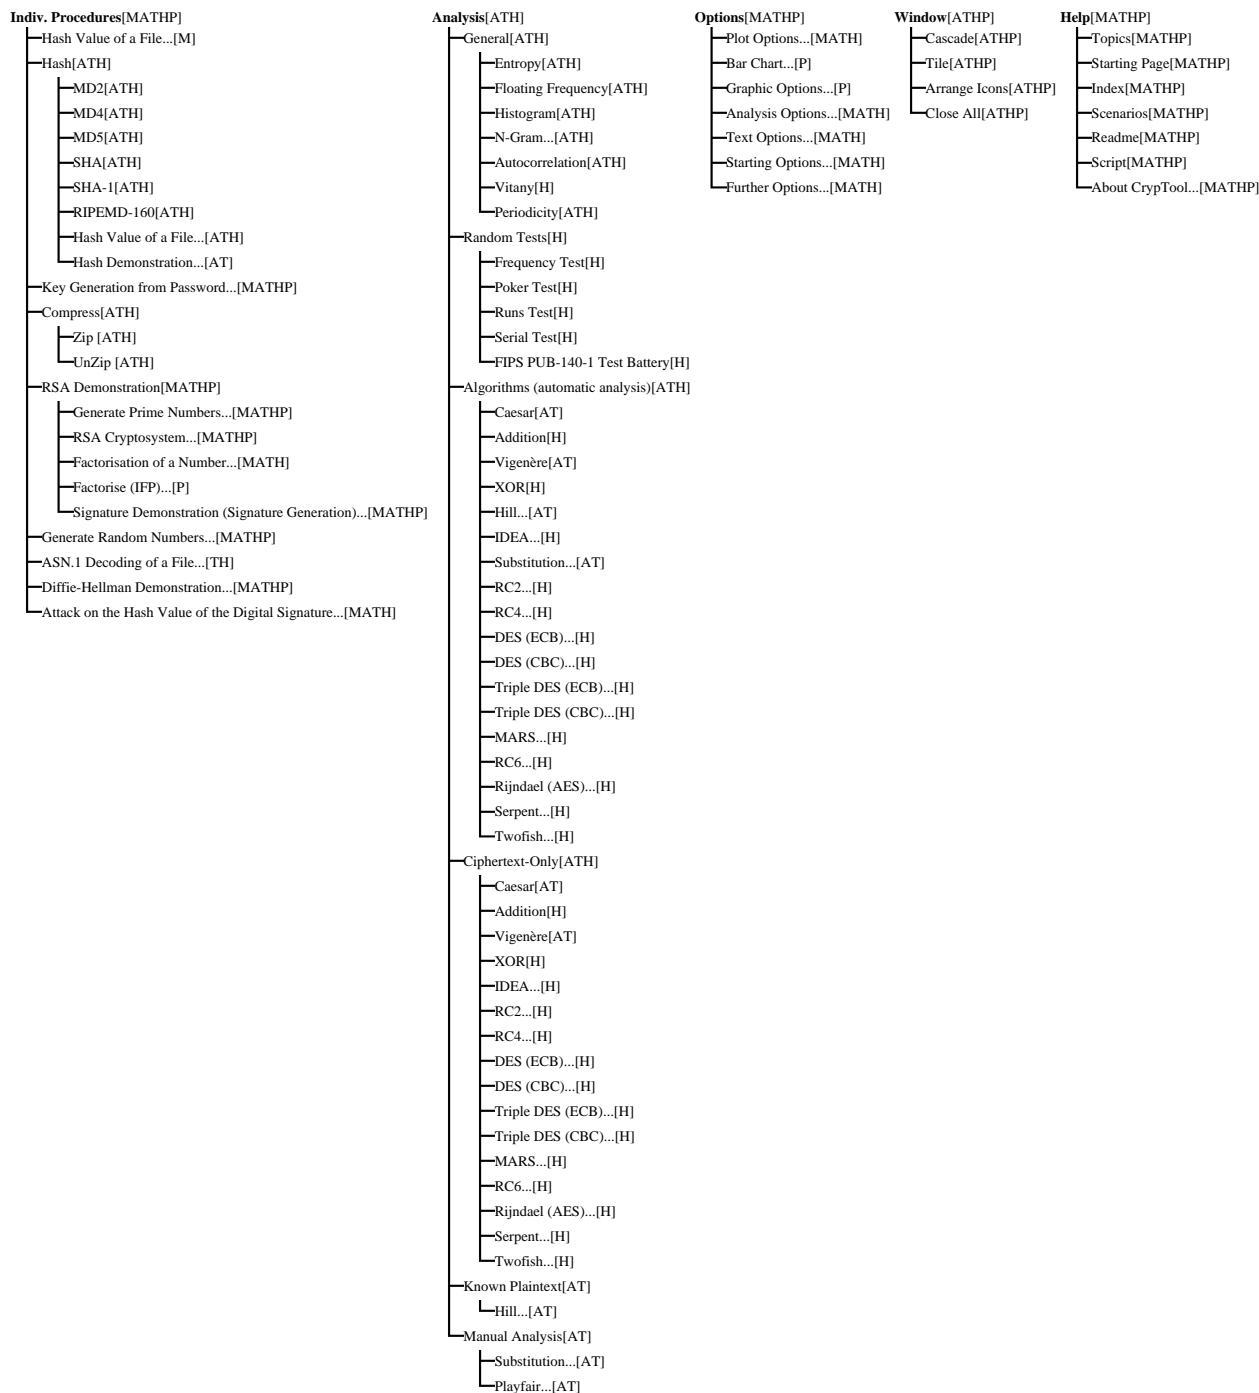 Indiv. Procedures[MATHP]
Hash Value of a File...[M]
Hash[ATH]
MD2[ATH]
MD4[ATH]
MD5[ATH]
SHA[ATH]
SHA-1[ATH]
RIPEMD-160[ATH]
Hash Value of a File...[ATH]
Hash Demonstration...[AT]
Key Generation from Password...[MATHP]
Compress[ATH]
Zip [ATH]
UnZip [ATH]
RSA Demonstration[MATHP]
Generate Prime Numbers...[MATHP]
RSA Cryptosystem...[MATHP]
Factorisation of a Number...[MATH]
Factorise (IFP)...[P]
Signature Demonstration (Signature Generation)...[MATHP]
Generate Random Numbers...[MATHP]
ASN.1 Decoding of a File...[TH]
Diffie-Hellman Demonstration...[MATHP]
Attack on the Hash Value of the Digital Signature...[MATH]
Analysis[ATH]
General[ATH]
Entropy[ATH]
Floating Frequency[ATH]
Histogram[ATH]
N-Gram...[ATH]
Autocorrelation[ATH]
Vitany[H]
Periodicity[ATH]
Random Tests[H]
Frequency Test[H]
Poker Test[H]
Runs Test[H]
Serial Test[H]
FIPS PUB-140-1 Test Battery[H]
Algorithms (automatic analysis)[ATH]
Caesar[AT]
Addition[H]
Vigenère[AT]
XOR[H]
Hill...[AT]
IDEA...[H]
Substitution...[AT]
RC2...[H]
RC4...[H]
DES (ECB)...[H]
DES (CBC)...[H]
Triple DES (ECB)...[H]
Triple DES (CBC)...[H]
MARS...[H]
RC6...[H]
Rijndael (AES)...[H]
Serpent...[H]
Twofish...[H]
Ciphertext-Only[ATH]
Caesar[AT]
Addition[H]
Vigenère[AT]
XOR[H]
IDEA...[H]
RC2...[H]
RC4...[H]
DES (ECB)...[H]
DES (CBC)...[H]
Triple DES (ECB)...[H]
Triple DES (CBC)...[H]
MARS...[H]
RC6...[H]
Rijndael (AES)...[H]
Serpent...[H]
Twofish...[H]
Known Plaintext[AT]
Hill...[AT]
Manual Analysis[AT]
Substitution...[AT]
Playfair...[AT]
Options[MATHP]
Plot Options...[MATH]
Bar Chart...[P]
Graphic Options...[P]
Analysis Options...[MATH]
Text Options...[MATH]
Starting Options...[MATH]
Further Options...[MATH]
Window[ATHP]
Cascade[ATHP]
Tile[ATHP]
Arrange Icons[ATHP]
Close All[ATHP]
Help[MATHP]
Topics[MATHP]
Starting Page[MATHP]
Index[MATHP]
Scenarios[MATHP]
Readme[MATHP]
Script[MATHP]
About CrypTool...[MATHP]